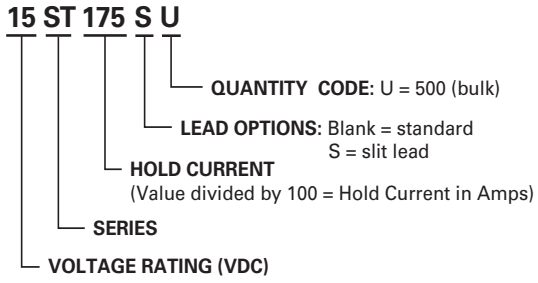 15 ST 175 S U
QUANTITY CODE: U = 500 (bulk)
LEAD OPTIONS: Blank = standard
S = slit lead
HOLD CURRENT
(Value divided by 100 = Hold Current in Amps)
SERIES
VOLTAGE RATING (VDC)